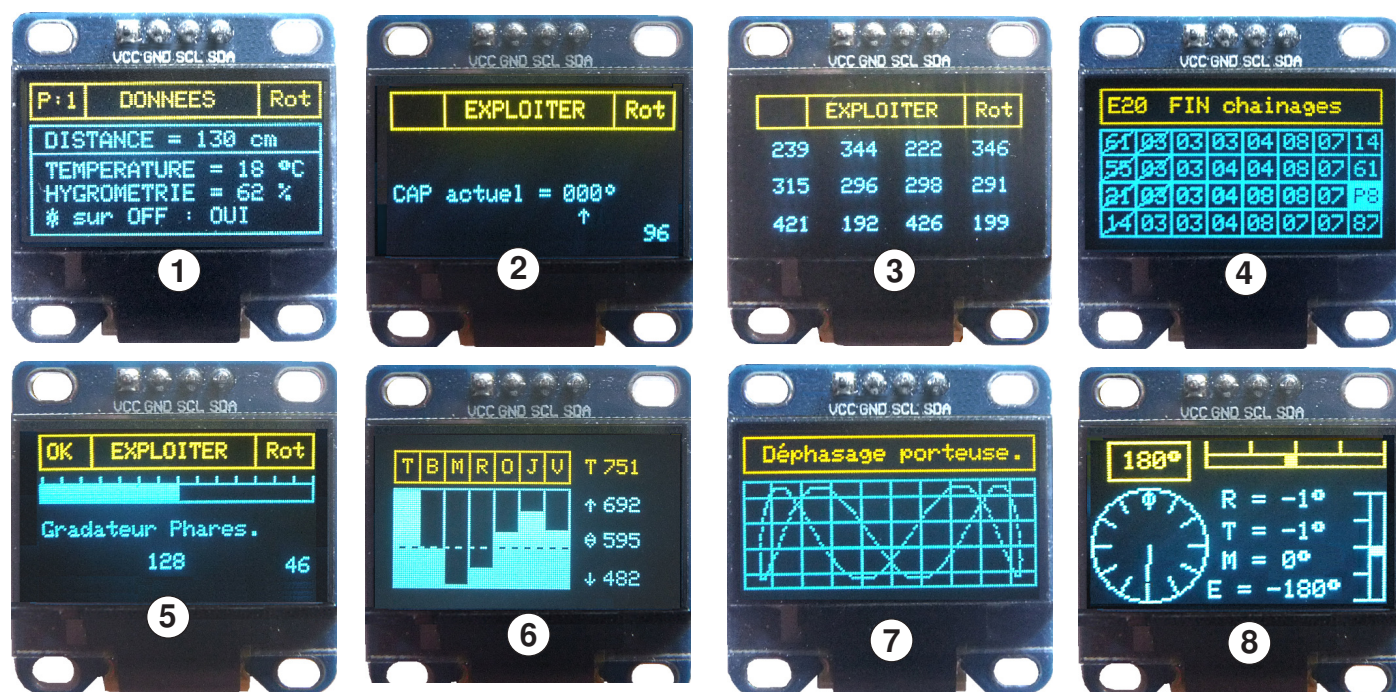 VCC GND SCL SDA
P:1 DONNEES Rot
DISTANCE = 130 cm
TEMPERATURE = 18 °C
HYGROMETRIE = 62 %
☼ sur OFF : OUI
1
VCC GND SCL SDA
EXPLOITER Rot
CAP actuel = 000°
↑
96
2
VCC GND SCL SDA
EXPLOITER Rot
239 344 222 346
315 296 298 291
421 192 426 199
3
VCC GND SCL SDA
E20 FIN chainages
61 03 03 03 04 08 07 14
55 03 03 03 04 08 07 61
21 03 03 04 08 08 07 P8
14 03 03 04 08 07 07 87
4
VCC GND SCL SDA
OK EXPLOITER Rot
Gradateur Phares.
128
46
5
VCC GND SCL SDA
T B M R O J V T 751
↑ 692
φ 595
↓ 482
6
VCC GND SCL SDA
Déphasage porteuse.
7
VCC GND SCL SDA
180°
R = -1°
T = -1°
M = 0°
E = -180°
8